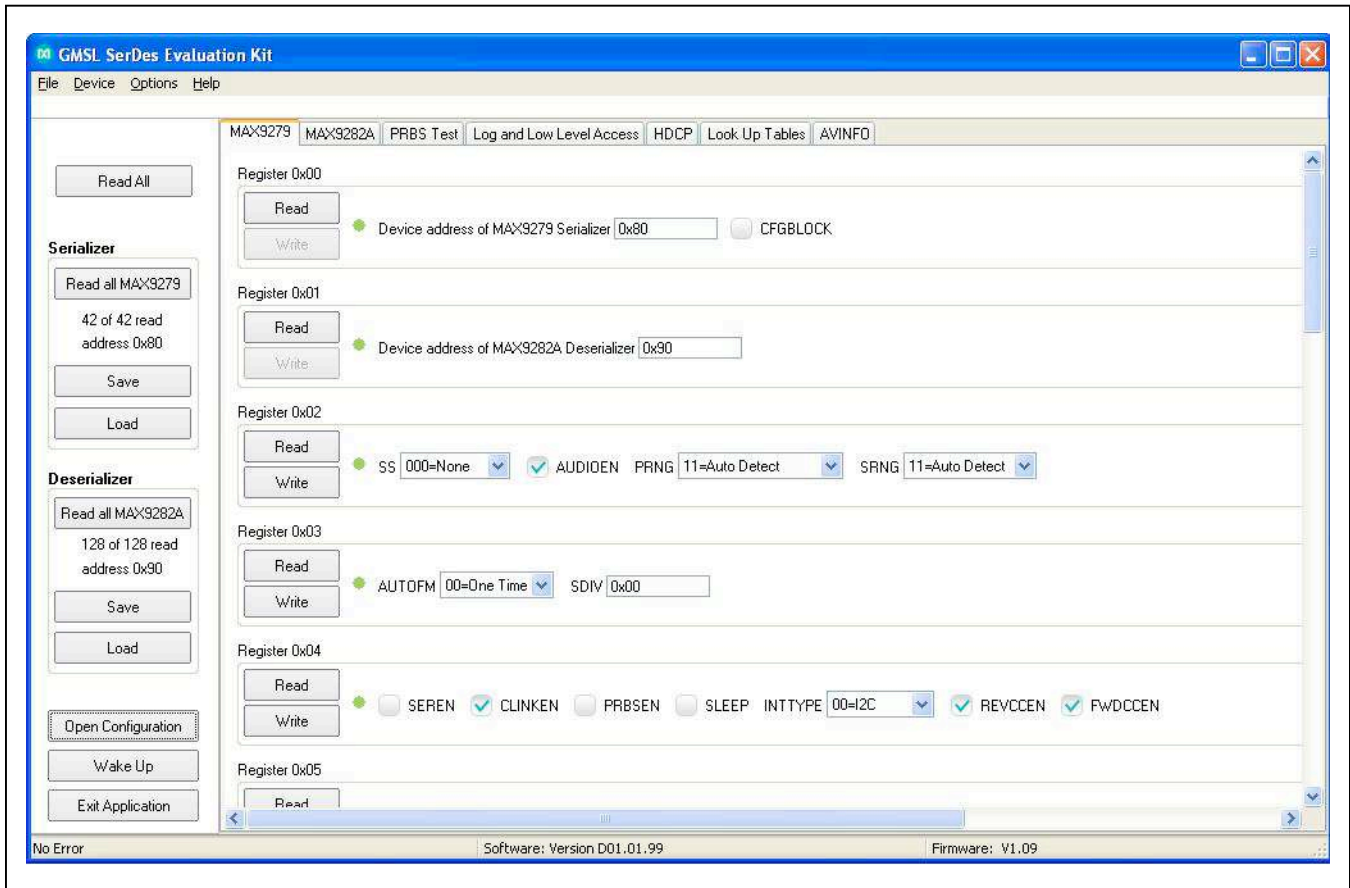 GMSL SerDes Evaluation Kit
File Device Options Help
MAX9279 MAX9282A PRBS Test Log and Low Level Access HDCP Look Up Tables AVINFO
Read All
Serializer
Read all MAX9279
42 of 42 read
address 0x80
Save
Load
Deserializer
Read all MAX9282A
128 of 128 read
address 0x90
Save
Load
Open Configuration
Wake Up
Exit Application
Register 0x00
Read
Device address of MAX9279 Serializer 0x80 CFGBLOCK
Write
Register 0x01
Read
Device address of MAX9282A Deserializer 0x90
Write
Register 0x02
Read
SS 000=None AUDIOEN PRNG 11=Auto Detect SRNG 11=Auto Detect
Write
Register 0x03
Read
AUTOFM 00=One Time SDIV 0x00
Write
Register 0x04
Read
SEREN CLINKEN PRBSEN SLEEP INTTYPE 00=I2C REVCCEN FWDCCEN
Write
Register 0x05
Read
No Error Software: Version D01.01.99 Firmware: V1.09